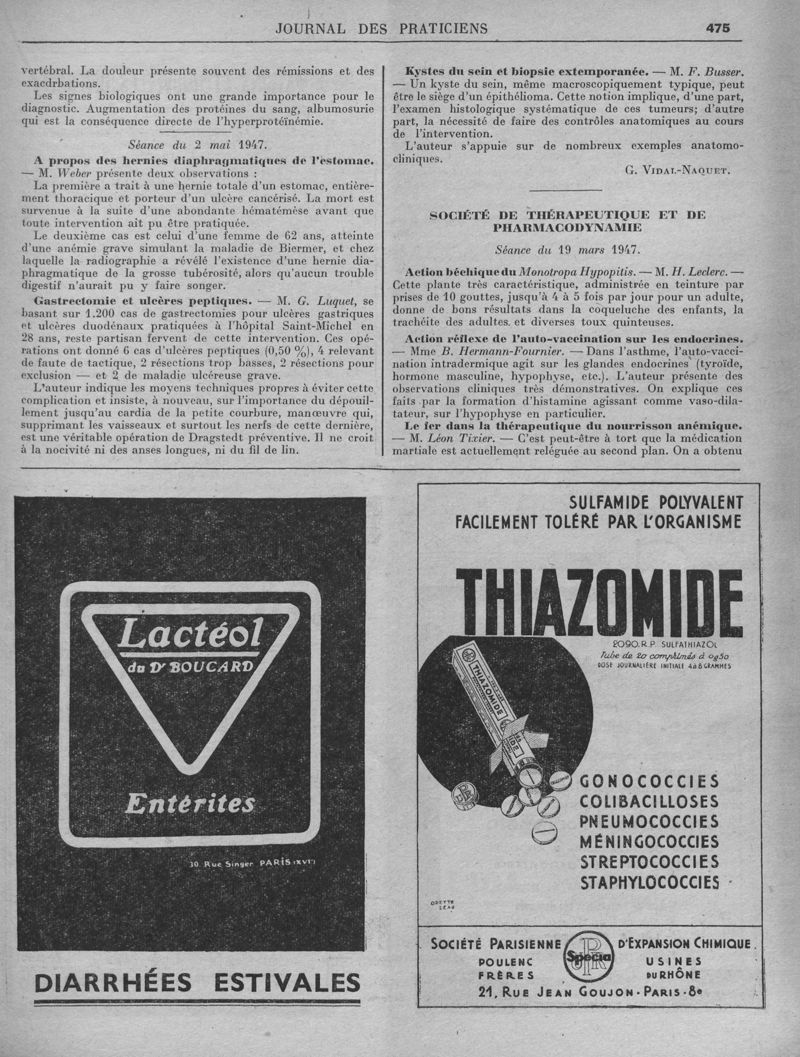 JOURNAL DES PRATICIENS
475
vertébral. La douleur présente souvent des rémissions et des
exacdrbations.
Les signes biologiques ont une grande importance pour le
diagnostic. Augmentation des protéines du sang, albumosurie
qui est la conséquence directe de l'hyperprotéïnémie.
Séance du 2 mai 1947.
A propos des hernies diaphragmatiques de l'estomac.
— M. Weber présente deux observations :
La première a trait à une hernie totale d'un estomac, entière-
ment thoracique et porteur d'un ulcère cancérisé. La mort est
survenue à la suite d'une abondante hématémèse avant que
toute intervention ait pu être pratiquée.
Le deuxième cas est celui d'une femme de 62 ans, atteinte
d'une anémie grave simulant la maladie de Biermer, et chez
laquelle la radiographie a révélé l'existence d'une hernie dia-
phragmatique de la grosse tubérosité, alors qu'aucun trouble
digestif n'aurait pu y faire songer.
Gastrectomie et ulcères peptiques. — M. G. Luquet, se
basant sur 1.200 cas de gastrectomies pour ulcères gastriques
et ulcères duodénaux pratiquées à l'hôpital Saint-Michel en
28 ans, reste partisan fervent de cette intervention. Ces opé-
rations ont donné 6 cas d'ulcères peptiques (0,50 %), 4 relevant
de faute de tactique, 2 résections trop basses, 2 résections pour
exclusion — et 2 de maladie ulcéreuse grave.
L'auteur indique les moyens techniques propres à éviter cette
complication et insiste, à nouveau, sur l'importance du dépouil-
lement jusqu'au cardia de la petite courbure, manœuvre qui,
supprimant les vaisseaux et surtout les nerfs de cette dernière,
est une véritable opération de Dragstedt préventive. Il ne croit
à la nocivité ni des anses longues, ni du fil de lin.
Kystes du sein et biopsie extemporanée. — M. F. Busser.
— Un kyste du sein, même macroscopiquement typique, peut
être le siège d'un épithélioma. Cette notion implique, d'une part,
l'examen histologique systématique de ces tumeurs; d'autre
part, la nécessité de faire des contrôles anatomiques au cours
de l'intervention.
L'auteur s'appuie sur de nombreux exemples anatomo-
cliniques.
G. VIDAL-NAQUET.
SOCIÉTÉ DE THÉRAPEUTIQUE ET DE
PHARMACODYNAMIE
Séance du 19 mars 1947.
Action béchique du Monotropa Hypopitis. — M. H. Leclerc. —
Cette plante très caractéristique, administrée en teinture par
prises de 10 gouttes, jusqu'à 4 à 5 fois par jour pour un adulte,
donne de bons résultats dans la coqueluche des enfants, la
trachéite des adultes et diverses toux quinteuses.
Action réflexe de l'auto-vaccination sur les endocrines.
— Mme B. Hermann-Fournier. — Dans l'asthme, l'auto-vacci-
nation intradermique agit sur les glandes endocrines (tyroïde,
hormone masculine, hypophyse, etc.). L'auteur présente des
observations cliniques très démonstratives. On explique ces
faits par la formation d'histamine agissant comme vaso-dila-
tateur, sur l'hypophyse en particulier.
Le fer dans la thérapeutique du nourrisson anémique.
— M. Léon Tixier. — C'est peut-être à tort que la médication
martiale est actuellement reléguée au second plan. On a obtenu
Lactéol
du Dr BOUCARD
Entérites
30, Rue Singer PARIS (XVIe)
DIARRHÉES ESTIVALES
SULFAMIDE POLYVALENT
FACILEMENT TOLÉRÉ PAR L'ORGANISME
THIAZOMIDE
2090. R. P SULFATHIAZOL
Tube de 20 comprimés à 0g50
DOSE JOURNALIÈRE INITIALE 4 à 6 GRAMMES
THIAZOMIDE
GONOCOCCIES
COLIBACILLOSES
PNEUMOCOCCIES
MÉNINGOCOCCIES
STREPTOCOCCIES
STAPHYLOCOCCIES
ODETTE
LEAU
SOCIÉTÉ PARISIENNE D'EXPANSION CHIMIQUE
Specia
POULENC FRÈRES
USINES DU RHÔNE
21, RUE JEAN GOUJON - PARIS - 8e